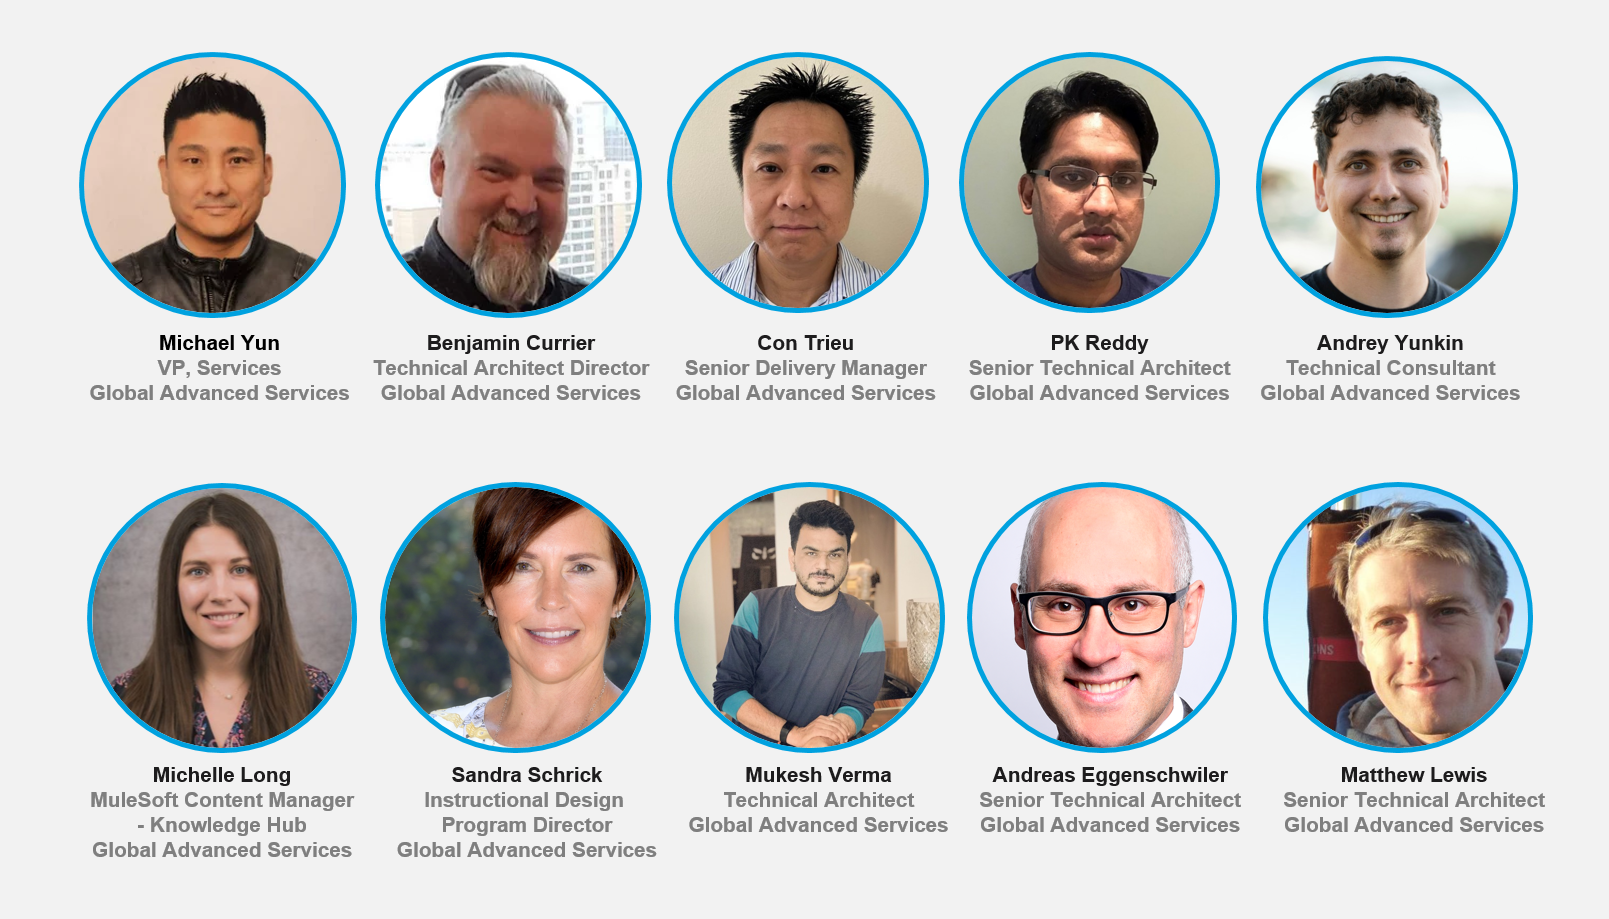 Michael Yun
VP, Services
Global Advanced Services
Benjamin Currier
Technical Architect Director
Global Advanced Services
Con Trieu
Senior Delivery Manager
Global Advanced Services
PK Reddy
Senior Technical Architect
Global Advanced Services
Andrey Yunkin
Technical Consultant
Global Advanced Services
Michelle Long
MuleSoft Content Manager
- Knowledge Hub
Global Advanced Services
Sandra Schrick
Instructional Design
Program Director
Global Advanced Services
Mukesh Verma
Technical Architect
Global Advanced Services
Andreas Eggenschwiler
Senior Technical Architect
Global Advanced Services
ONS
Matthew Lewis
Senior Technical Architect
Global Advanced Services